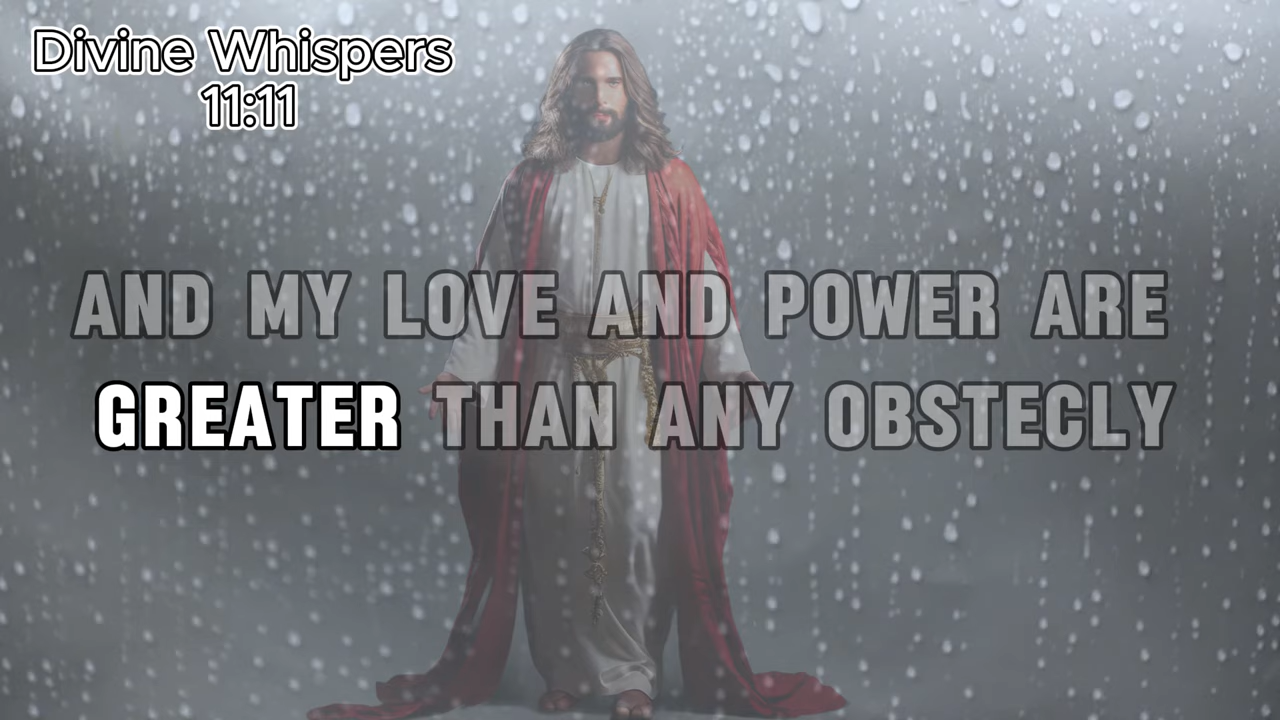 Divine Whispers
11:11
AND MY LOVE AND POWER ARE
GREATER THAN ANY OBSTECLY